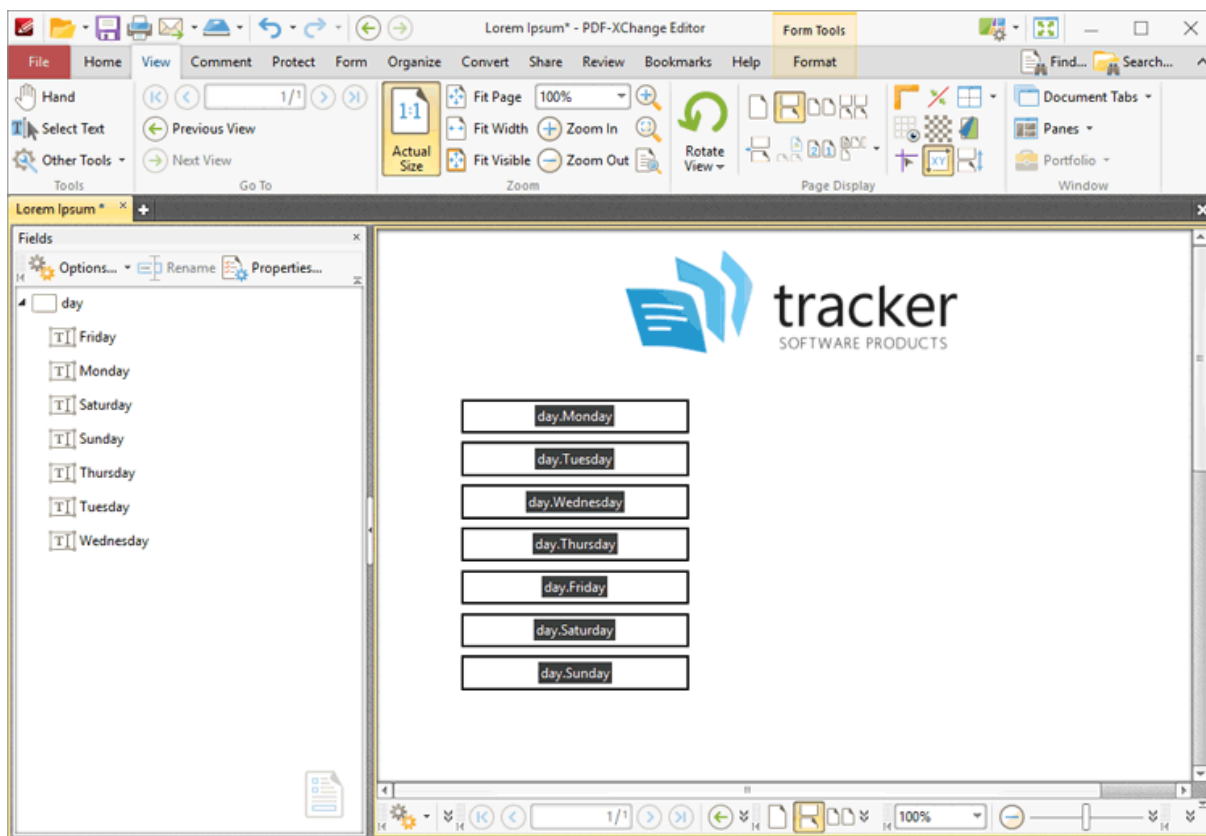 Lorem Ipsum* - PDF-XChange Editor
Form Tools
File Home View Comment Protect Form Organize Convert Share Review Bookmarks Help Format Find... Search...
Hand
Select Text
Other Tools
Tools
1/1
Previous View
Next View
Go To
1:1
Actual
Size
Fit Page
100%
Fit Width
Zoom In
Fit Visible
Zoom Out
Zoom
Rotate
View
Page Display
XY
Document Tabs
Panes
Portfolio
Window
Lorem Ipsum *
Fields
Options... Rename Properties...
day
Friday
Monday
Saturday
Sunday
Thursday
Tuesday
Wednesday
tracker
SOFTWARE PRODUCTS
day.Monday
day.Tuesday
day.Wednesday
day.Thursday
day.Friday
day.Saturday
day.Sunday
1/1
100%